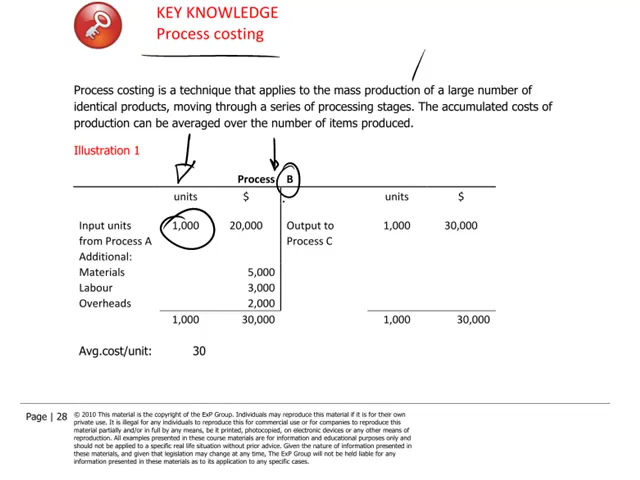 KEY KNOWLEDGE
Process costing
Process costing is a technique that applies to the mass production of a large number of
identical products, moving through a series of processing stages. The accumulated costs of
production can be averaged over the number of items produced.
Illustration 1
Process B
units $ units $
Input units 1,000 20,000 Output to 1,000 30,000
from Process A Process C
Additional:
Materials 5,000
Labour 3,000
Overheads 2,000
1,000 30,000 1,000 30,000
Avg.cost/unit: 30
Page | 28 © 2010 This material is the copyright of the ExP Group. Individuals may reproduce this material if it is for their own
private use. It is illegal for any individuals to reproduce this for commercial use or for companies to reproduce this
material partially and/or in full by any means, be it printed, photocopied, on electronic devices or any other means of
reproduction. All examples presented in these course materials are for information and educational purposes only and
should not be applied to a specific real life situation without prior advice. Given the nature of information presented in
these materials, and given that legislation may change at any time, The ExP Group will not be held liable for any
information presented in these materials as to its application to any specific cases.